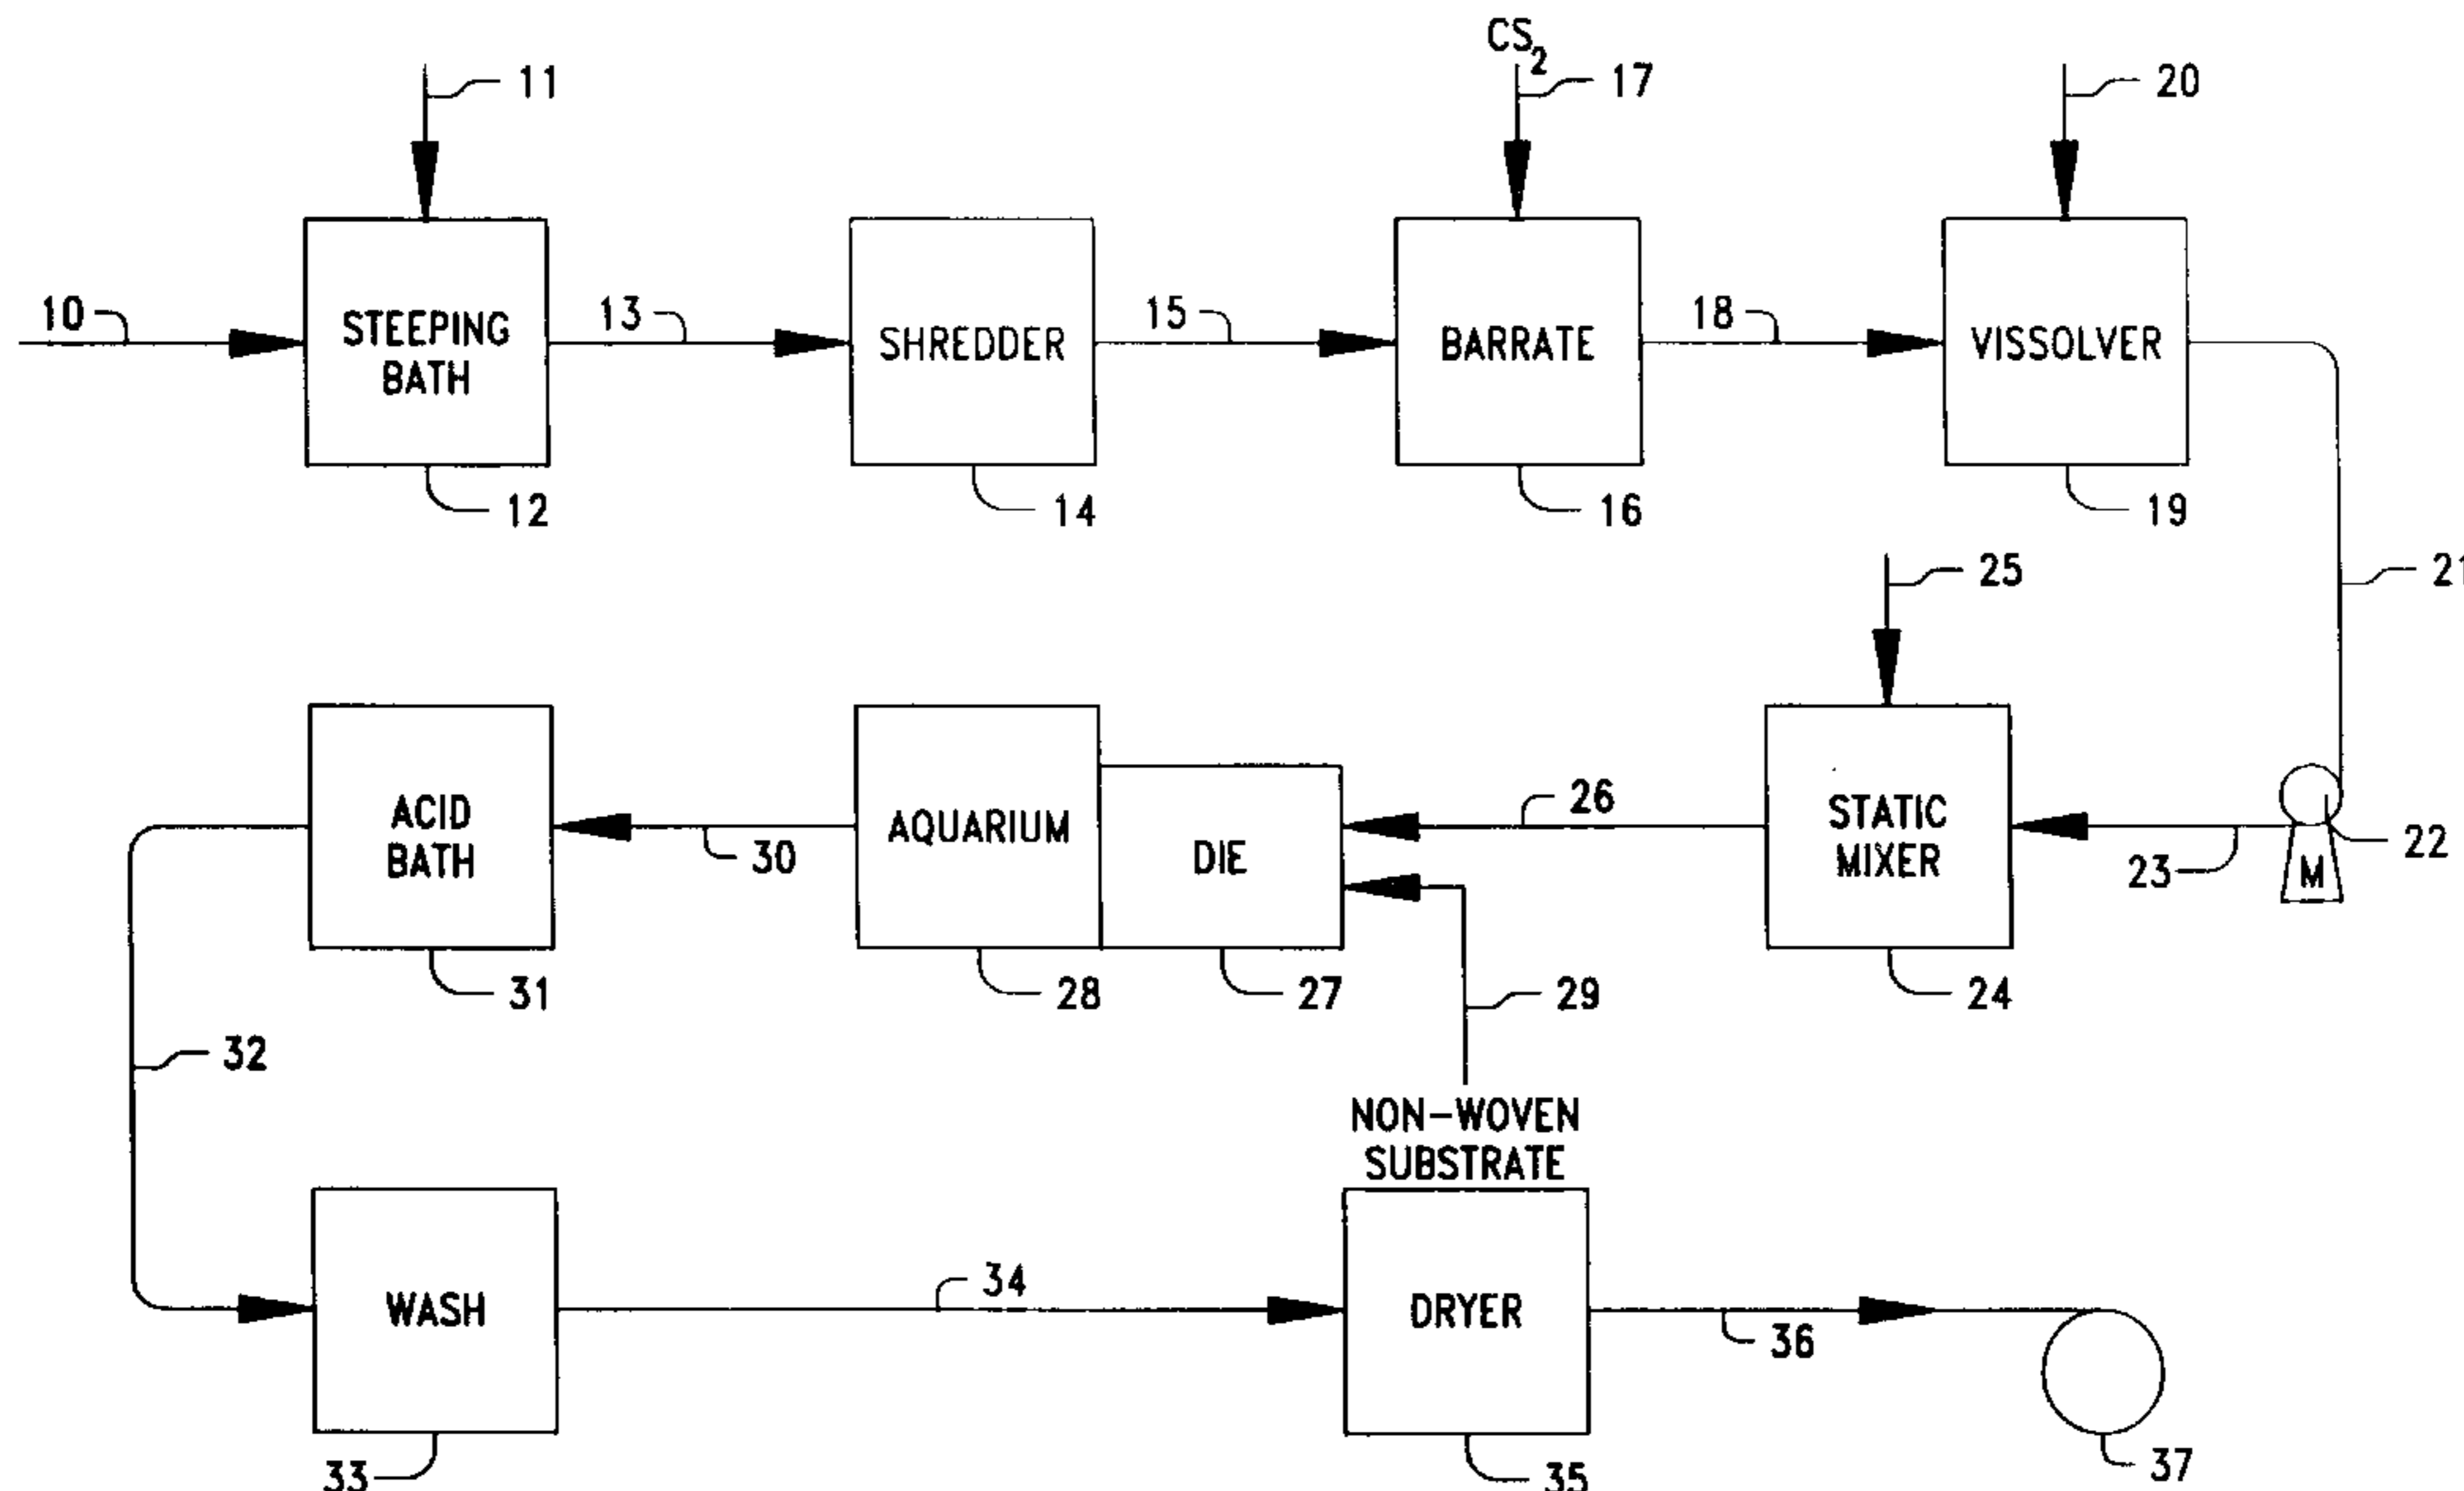 CS2
11
17
20
10
STEEPING
BATH
13
SHREDDER
15
BARRATE
18
VISSOLVER
12
14
16
19
25
21
ACID
BATH
30
AQUARIUM
DIE
26
STATIC
MIXER
23
M
22
31
28
27
29
24
32
NON-WOVEN
SUBSTRATE
WASH
34
DRYER
36
33
35
37